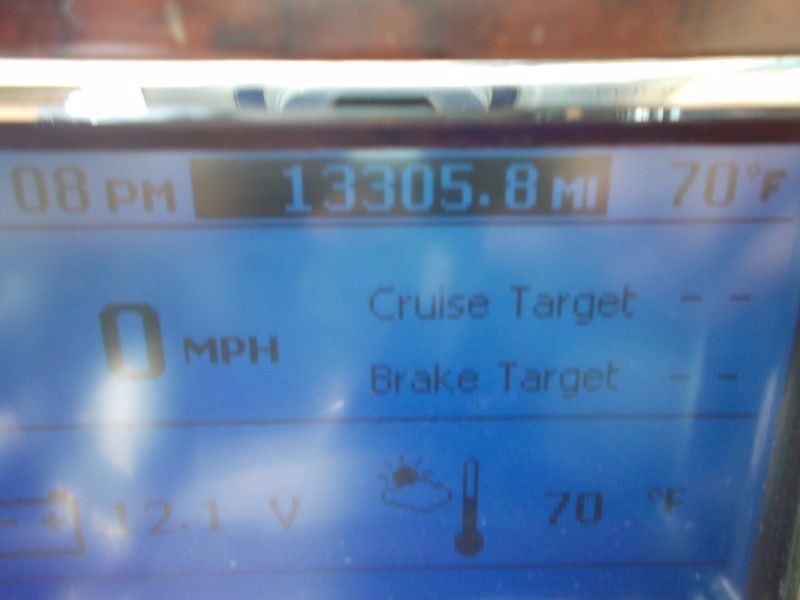 08 PM 13305.8 MI 70°F
0 MPH
Cruise Target - -
Brake Target - -
- + 12.1 V 70 °F